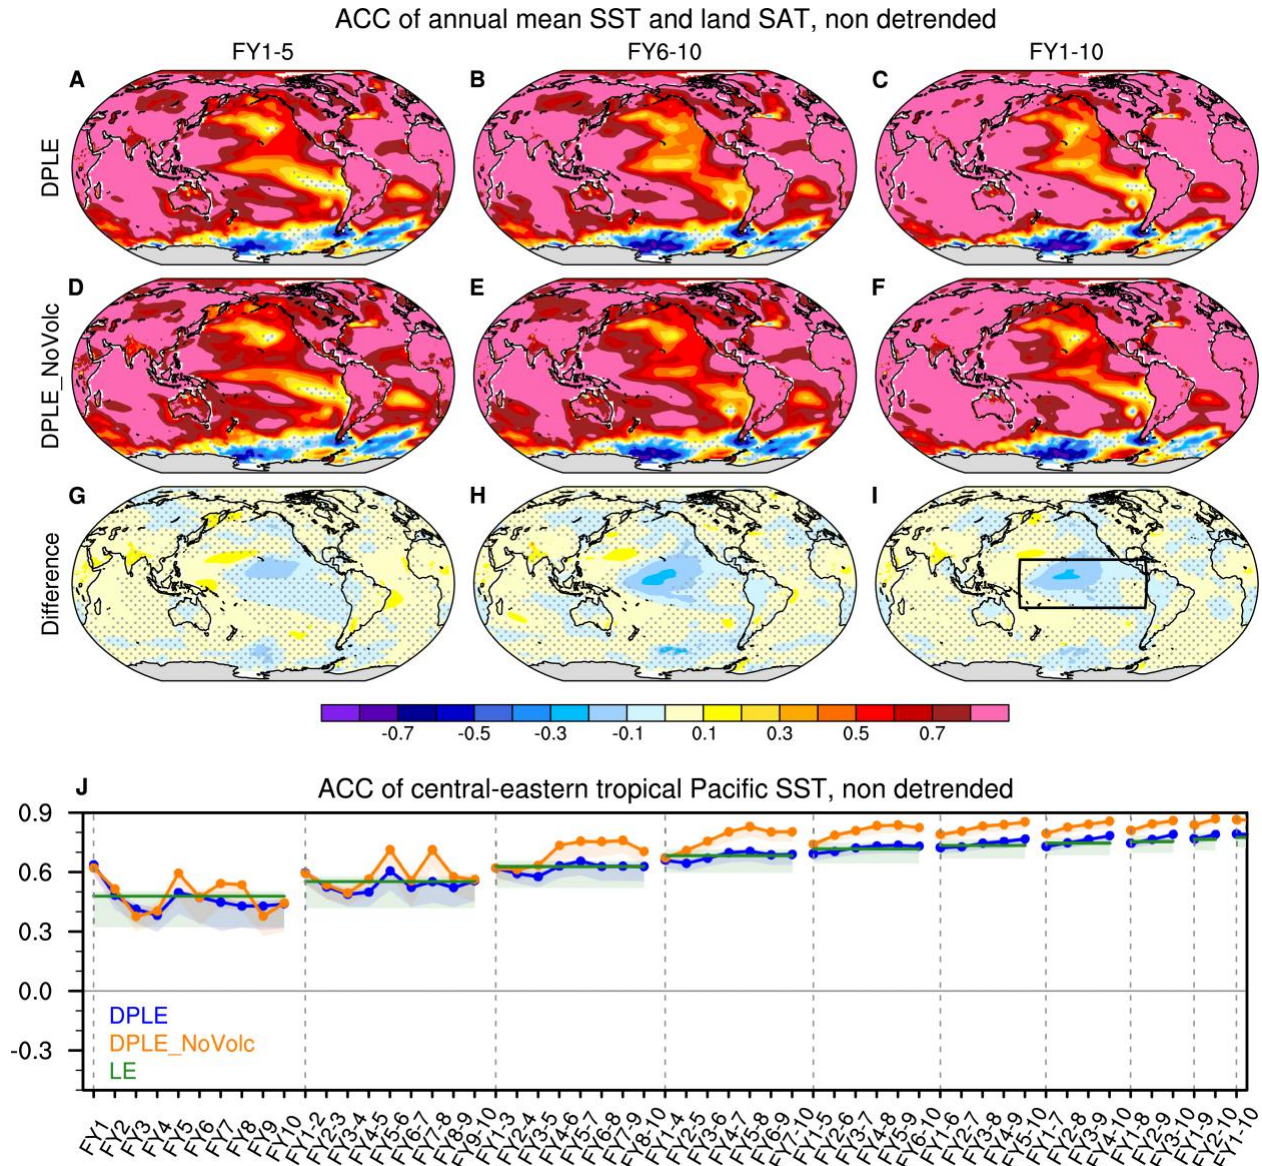 ACC of annual mean SST and land SAT, non detrended
FY1-5 FY6-10 FY1-10
A B C
DPLE
D E F
DPLE_NoVolc
G H I
Difference
-0.7 -0.5 -0.3 -0.1 0.1 0.3 0.5 0.7
J ACC of central-eastern tropical Pacific SST, non detrended
0.9
0.6
0.3
0.0
-0.3
DPLE
DPLE_NoVolc
LE
FY1 FY2 FY3 FY4 FY5 FY6 FY7 FY8 FY9 FY10 FY1-2 FY2-3 FY3-4 FY4-5 FY5-6 FY6-7 FY7-8 FY8-9 FY9-10 FY1-3 FY2-4 FY3-5 FY4-6 FY5-7 FY6-8 FY7-9 FY8-10 FY1-4 FY2-5 FY3-6 FY4-7 FY5-8 FY6-9 FY7-10 FY1-5 FY2-6 FY3-7 FY4-8 FY5-9 FY6-10 FY1-6 FY2-7 FY3-8 FY4-9 FY5-10 FY1-7 FY2-8 FY3-9 FY4-10 FY1-8 FY2-9 FY3-10 FY1-9 FY2-10 FY1-10